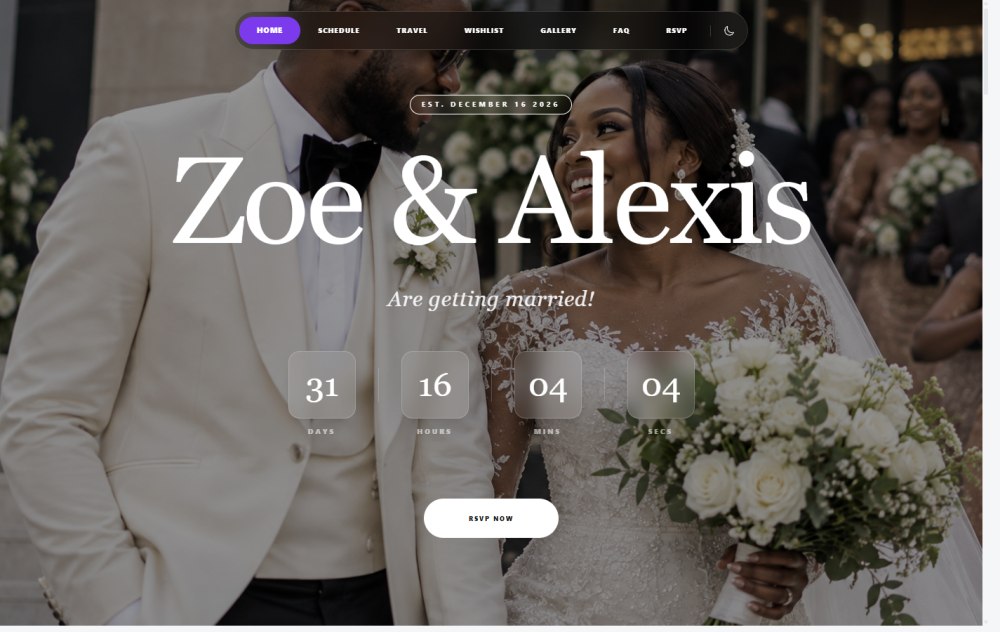 HOME SCHEDULE TRAVEL WISHLIST GALLERY FAQ RSVP
EST. DECEMBER 16 2026
Zoe & Alexis
Are getting married!
31 16 04 04
DAYS HOURS MINS SECS
RSVP NOW